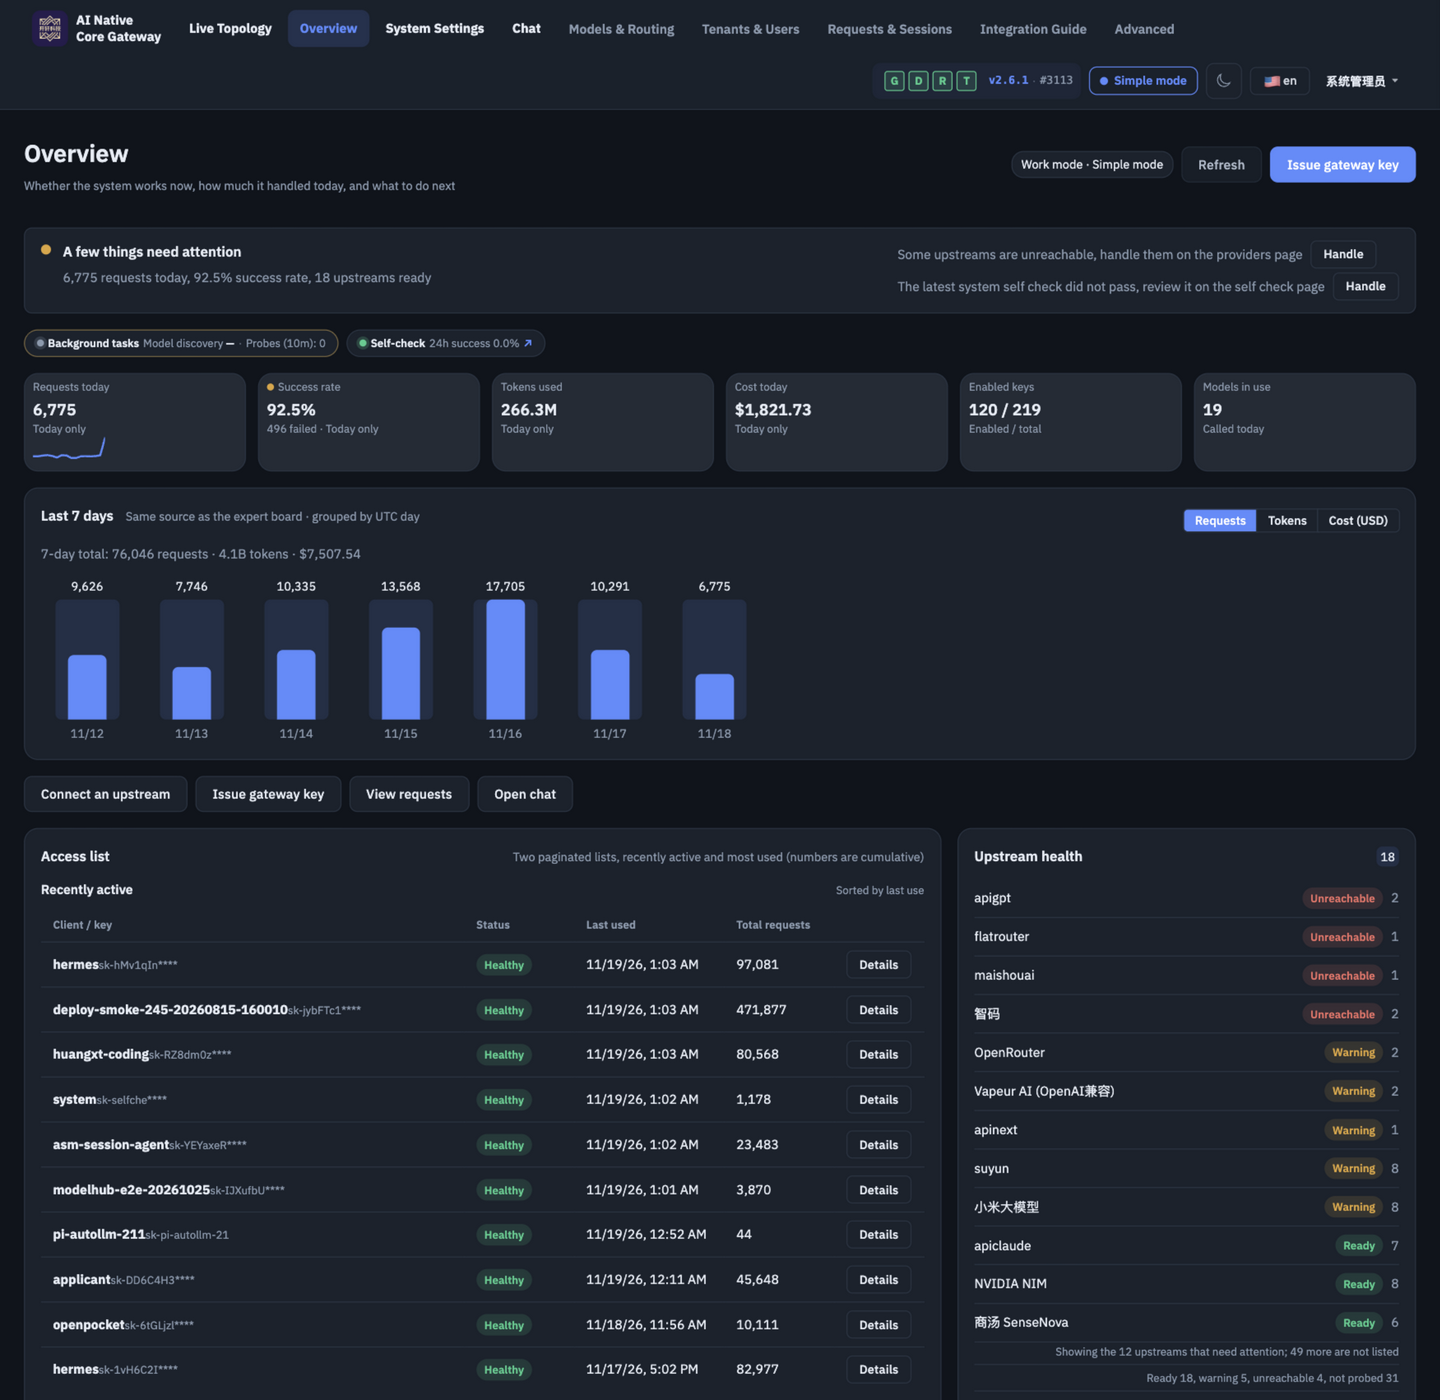 AI Native
Core Gateway
Live Topology
Overview
System Settings
Chat
Models & Routing
Tenants & Users
Requests & Sessions
Integration Guide
Advanced
G D R T v2.6.1 · #3113
Simple mode
🇺🇸 en
系统管理员
Overview
Whether the system works now, how much it handled today, and what to do next
Work mode · Simple mode
Refresh
Issue gateway key
A few things need attention
6,775 requests today, 92.5% success rate, 18 upstreams ready
Some upstreams are unreachable, handle them on the providers page Handle
The latest system self check did not pass, review it on the self check page Handle
Background tasks Model discovery — · Probes (10m): 0
Self-check 24h success 0.0% ↗
Requests today
6,775
Today only
Success rate
92.5%
496 failed · Today only
Tokens used
266.3M
Today only
Cost today
$1,821.73
Today only
Enabled keys
120 / 219
Enabled / total
Models in use
19
Called today
Last 7 days Same source as the expert board · grouped by UTC day
Requests Tokens Cost (USD)
7-day total: 76,046 requests · 4.1B tokens · $7,507.54
9,626 7,746 10,335 13,568 17,705 10,291 6,775
11/12 11/13 11/14 11/15 11/16 11/17 11/18
Connect an upstream
Issue gateway key
View requests
Open chat
Access list
Two paginated lists, recently active and most used (numbers are cumulative)
Recently active
Sorted by last use
Client / key Status Last used Total requests
hermessk-hMv1qIn**** Healthy 11/19/26, 1:03 AM 97,081 Details
deploy-smoke-245-20260815-160010sk-jybFTc1**** Healthy 11/19/26, 1:03 AM 471,877 Details
huangxt-codingsk-RZ8dm0z**** Healthy 11/19/26, 1:03 AM 80,568 Details
systemsk-selfche**** Healthy 11/19/26, 1:02 AM 1,178 Details
asm-session-agentsk-YEYaxeR**** Healthy 11/19/26, 1:02 AM 23,483 Details
modelhub-e2e-20261025sk-IJXufbU**** Healthy 11/19/26, 1:01 AM 3,870 Details
pi-autollm-211sk-pi-autollm-21 Healthy 11/19/26, 12:52 AM 44 Details
applicantsk-DD6C4H3**** Healthy 11/19/26, 12:11 AM 45,648 Details
openpocketsk-6tGLjzl**** Healthy 11/18/26, 11:56 AM 10,111 Details
hermessk-1vH6C2I**** Healthy 11/17/26, 5:02 PM 82,977 Details
Upstream health 18
apigpt Unreachable 2
flatrouter Unreachable 1
maishouai Unreachable 1
智码 Unreachable 2
OpenRouter Warning 2
Vapeur AI (OpenAI兼容) Warning 2
apinext Warning 1
suyun Warning 8
小米大模型 Warning 8
apiclaude Ready 7
NVIDIA NIM Ready 8
商汤 SenseNova Ready 6
Showing the 12 upstreams that need attention; 49 more are not listed
Ready 18, warning 5, unreachable 4, not probed 31